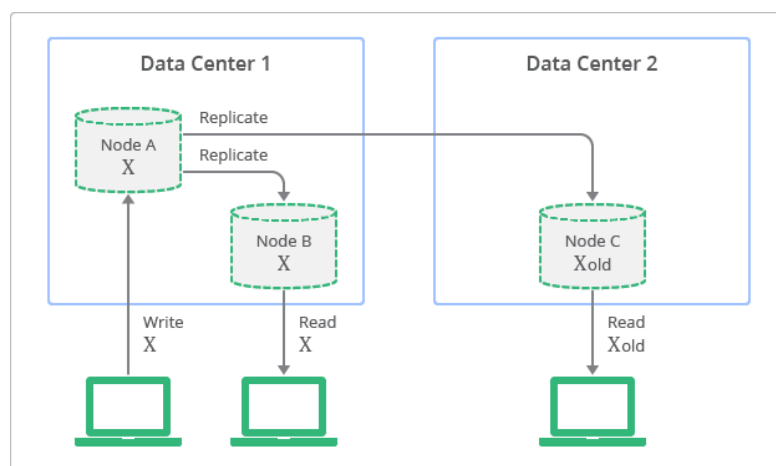 Data Center 1
Data Center 2
Replicate
Node A
X
Replicate
Node B
X
Node C
Xold
Write
X
Read
X
Read
Xold